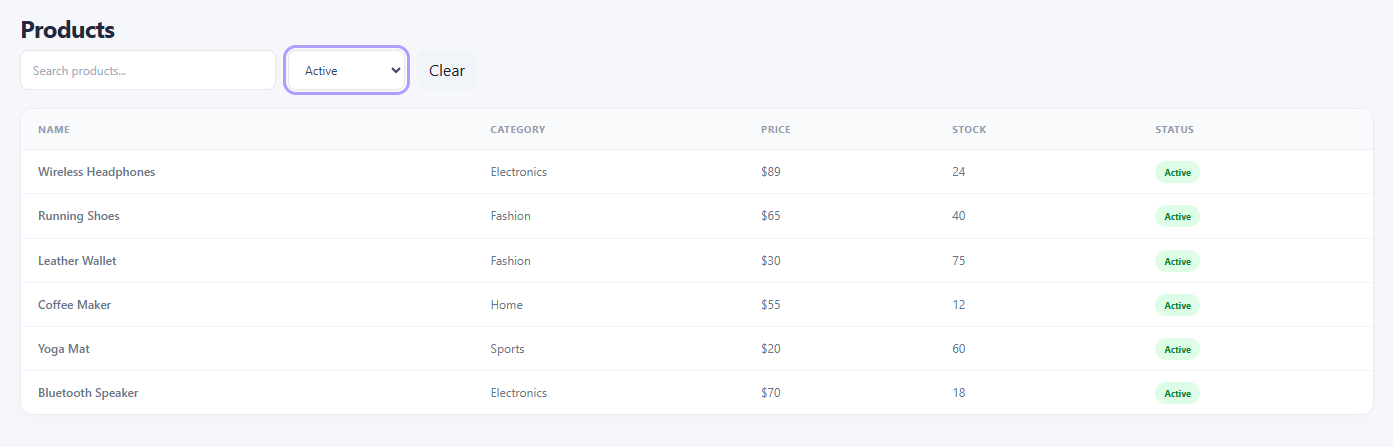 Products
Search products...
Active
Clear
NAME CATEGORY PRICE STOCK STATUS
Wireless Headphones Electronics $89 24 Active
Running Shoes Fashion $65 40 Active
Leather Wallet Fashion $30 75 Active
Coffee Maker Home $55 12 Active
Yoga Mat Sports $20 60 Active
Bluetooth Speaker Electronics $70 18 Active